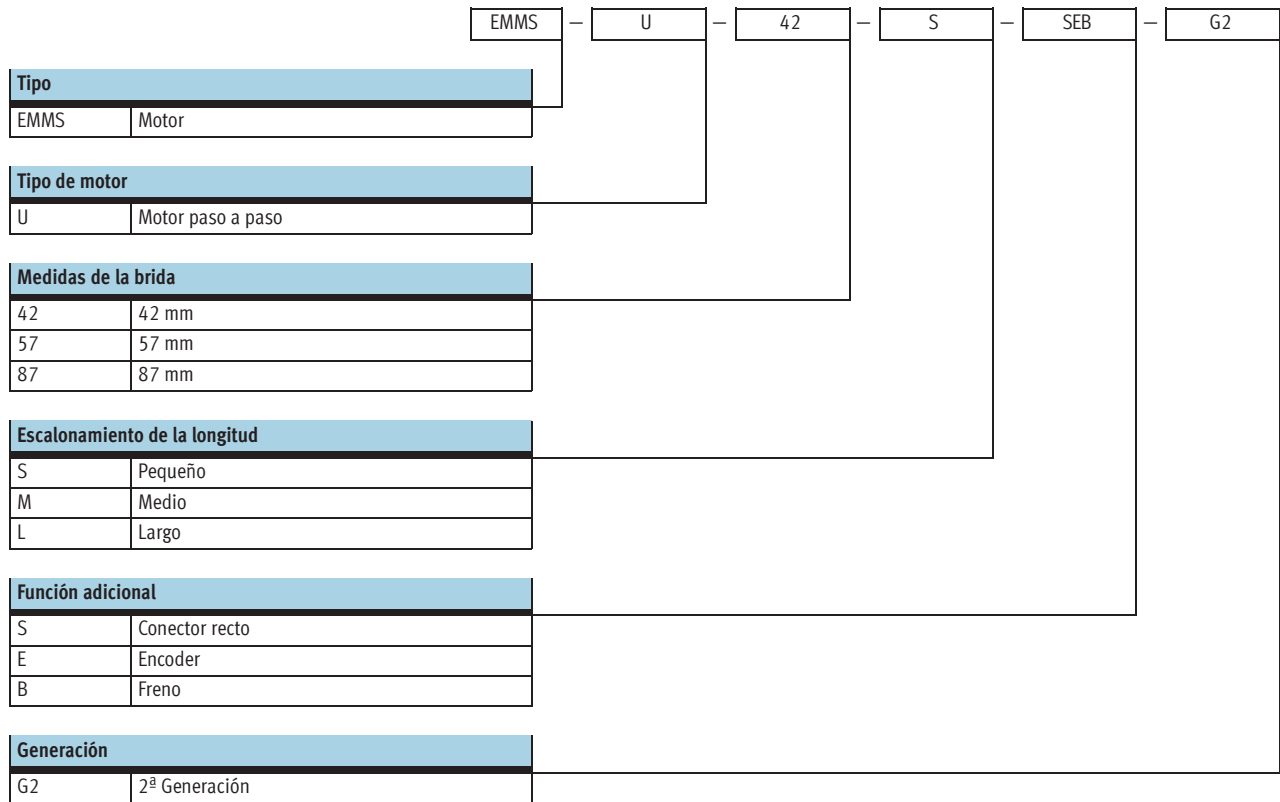 EMMS – U – 42 – S – SEB – G2
Tipo
EMMS Motor
Tipo de motor
U Motor paso a paso
Medidas de la brida
42 42 mm
57 57 mm
87 87 mm
Escalonamiento de la longitud
S Pequeño
M Medio
L Largo
Función adicional
S Conector recto
E Encoder
B Freno
Generación
G2 2ª Generación